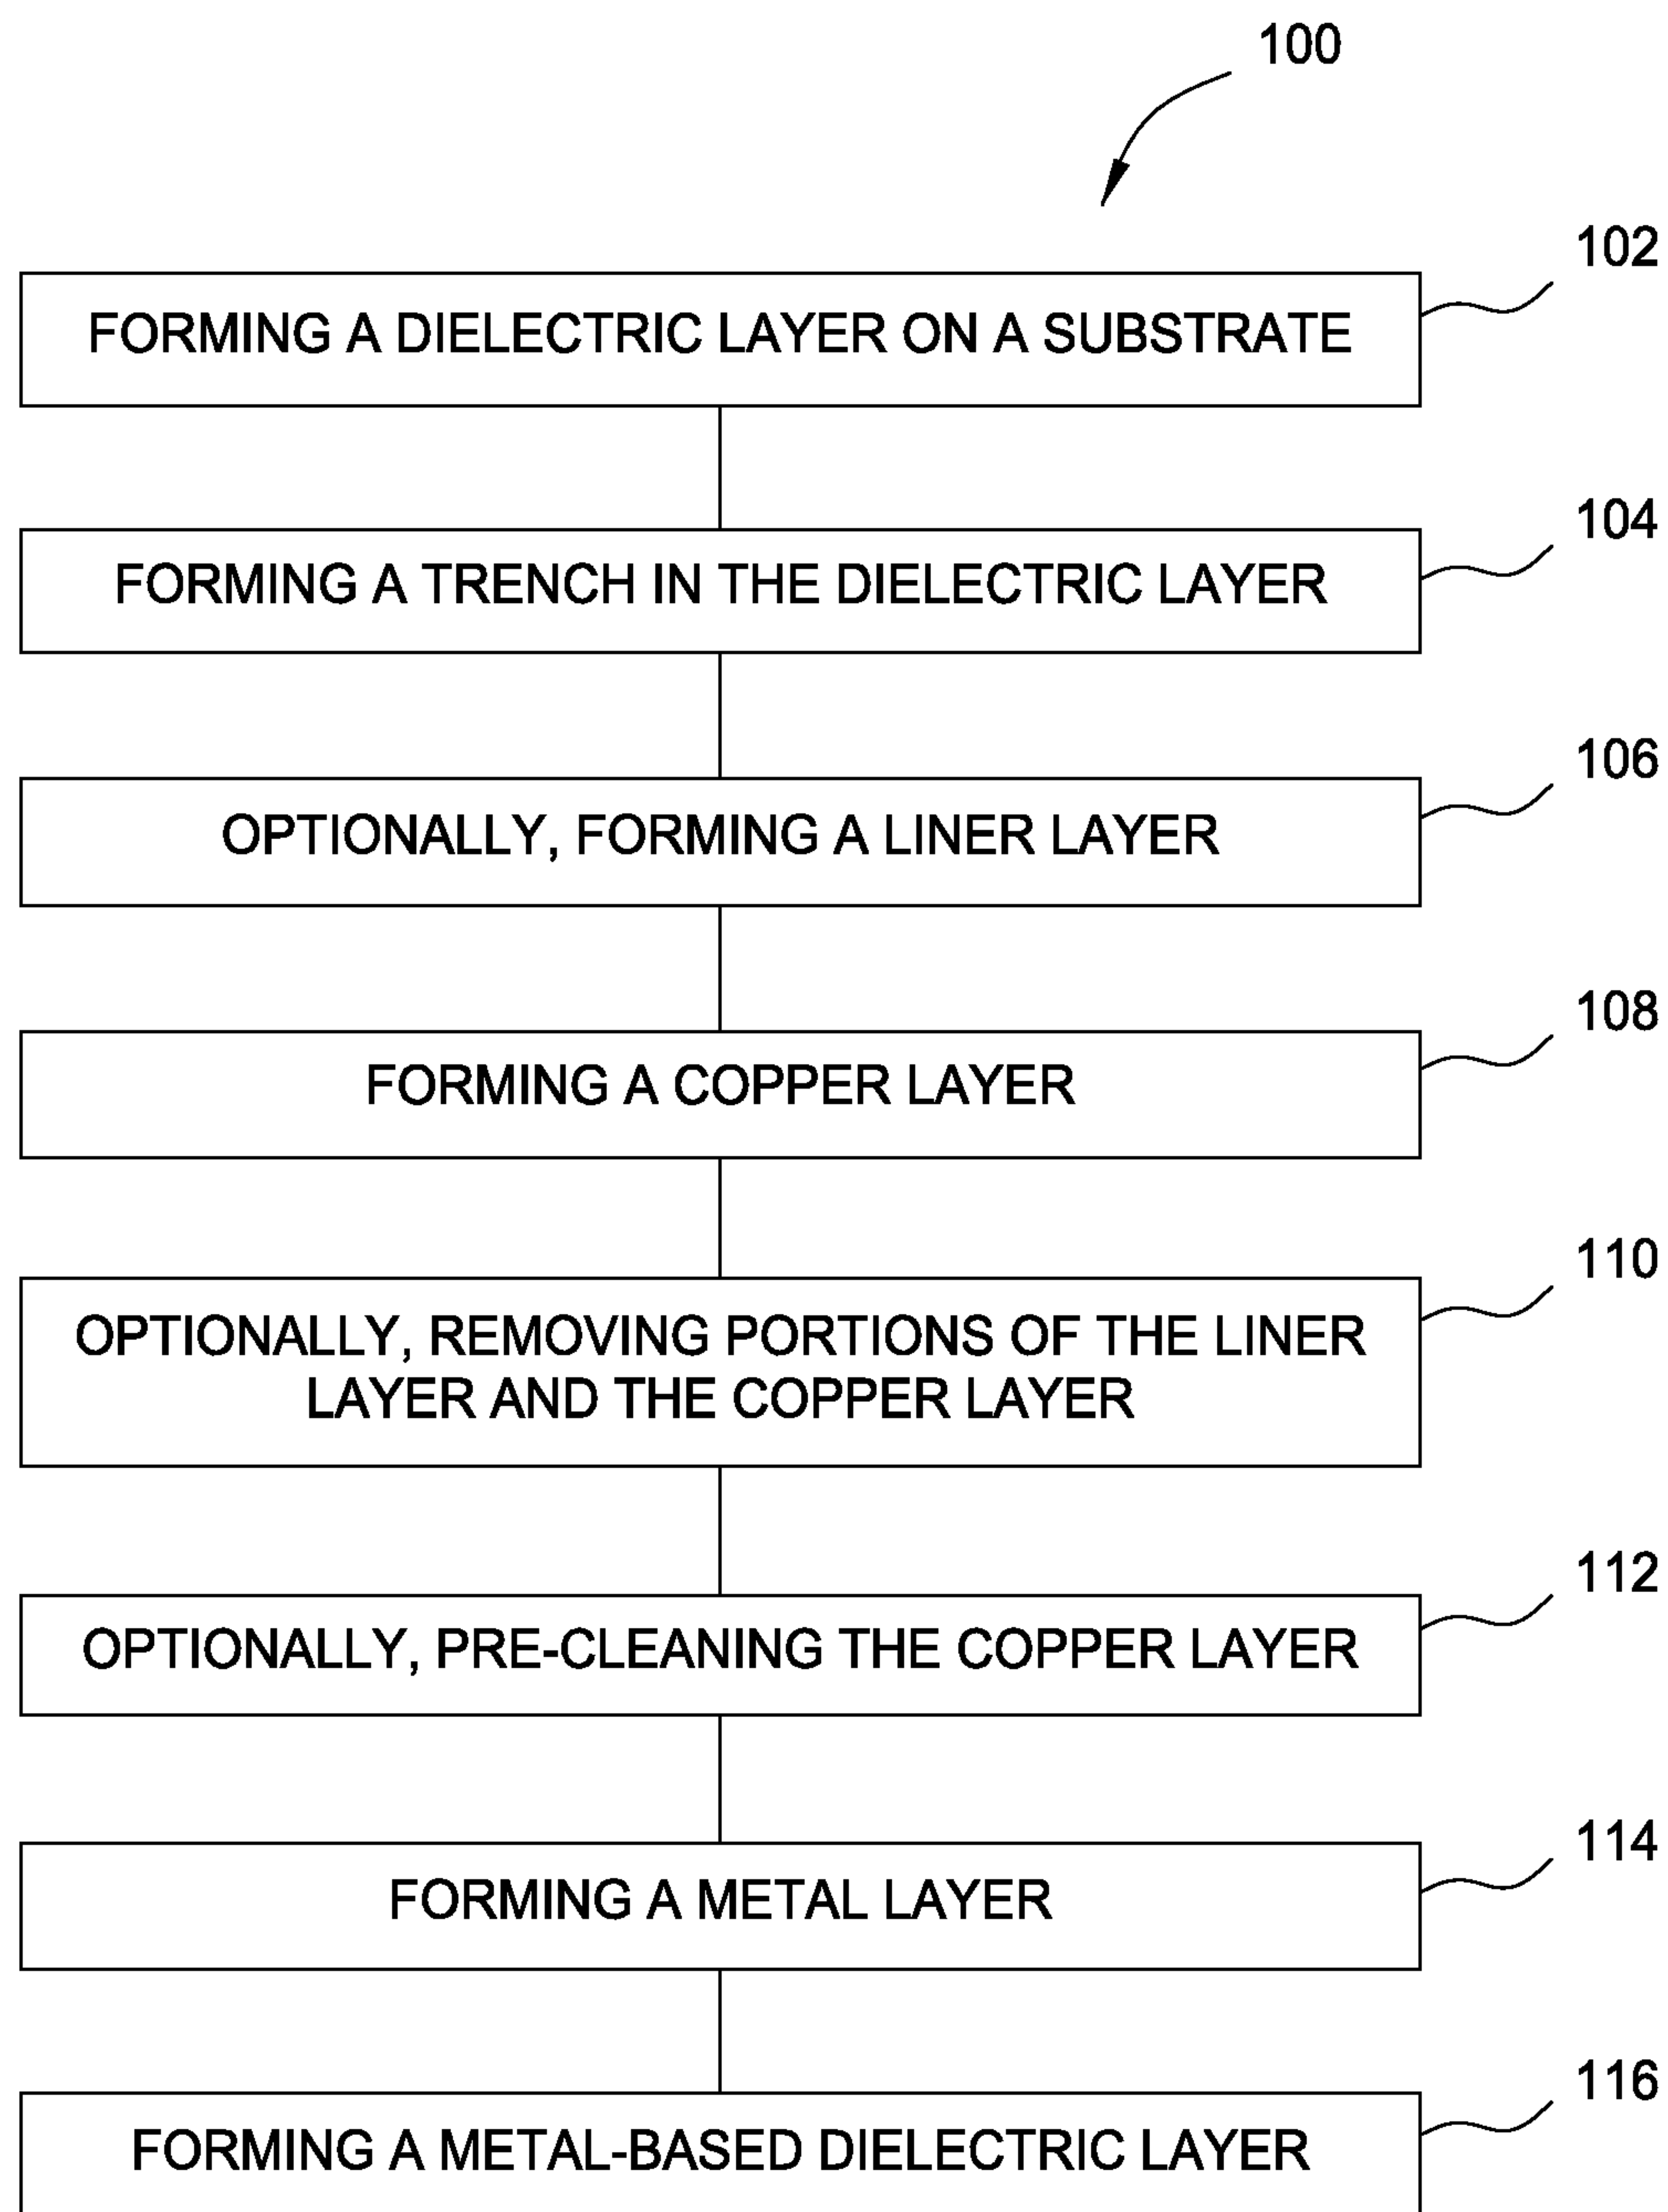 100
102
FORMING A DIELECTRIC LAYER ON A SUBSTRATE
104
FORMING A TRENCH IN THE DIELECTRIC LAYER
106
OPTIONALLY, FORMING A LINER LAYER
108
FORMING A COPPER LAYER
110
OPTIONALLY, REMOVING PORTIONS OF THE LINER
LAYER AND THE COPPER LAYER
112
OPTIONALLY, PRE-CLEANING THE COPPER LAYER
114
FORMING A METAL LAYER
116
FORMING A METAL-BASED DIELECTRIC LAYER